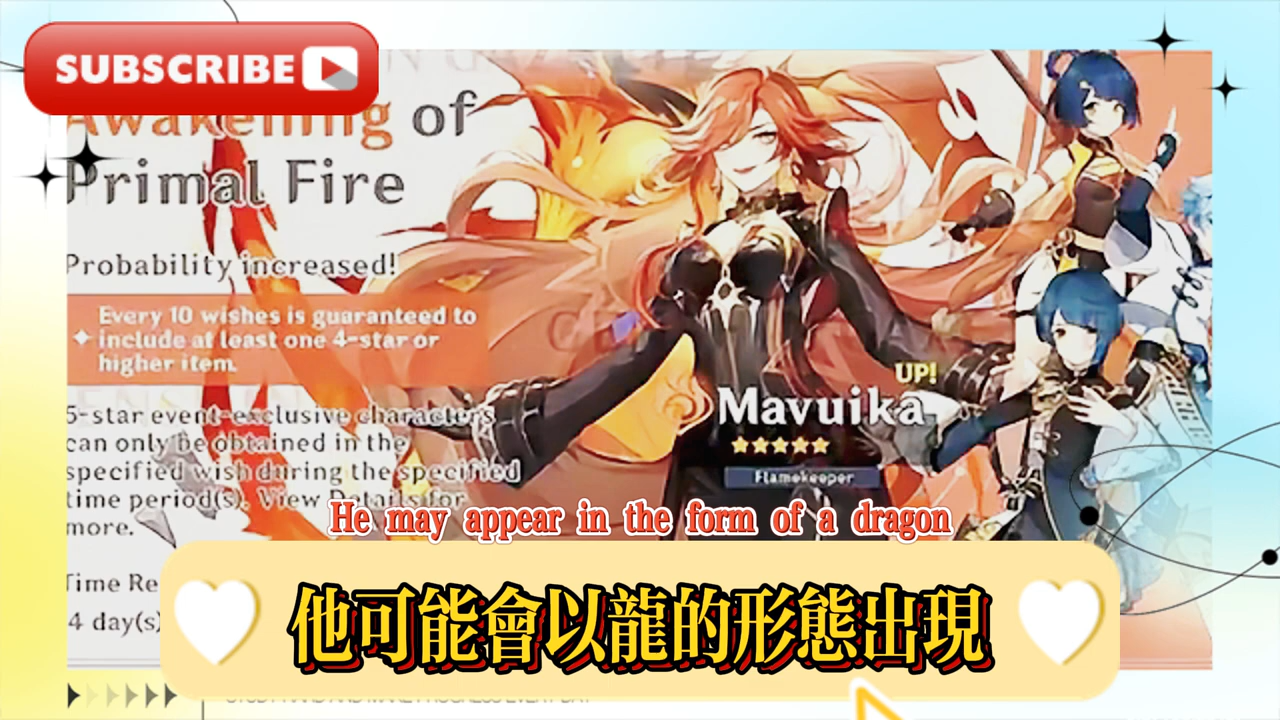 SUBSCRIBE
Awakening of
Primal Fire
Probability increased!
Every 10 wishes is guaranteed to
include at least one 4-star or
higher item.
5-star event-exclusive characters
can only be obtained in the
specified wish during the specified
time period(s). View Details for
more.
UP!
Mavuika
Flamekeeper
He may appear in the form of a dragon
Time Re
4 day(s)
他可能會以龍的形態出現